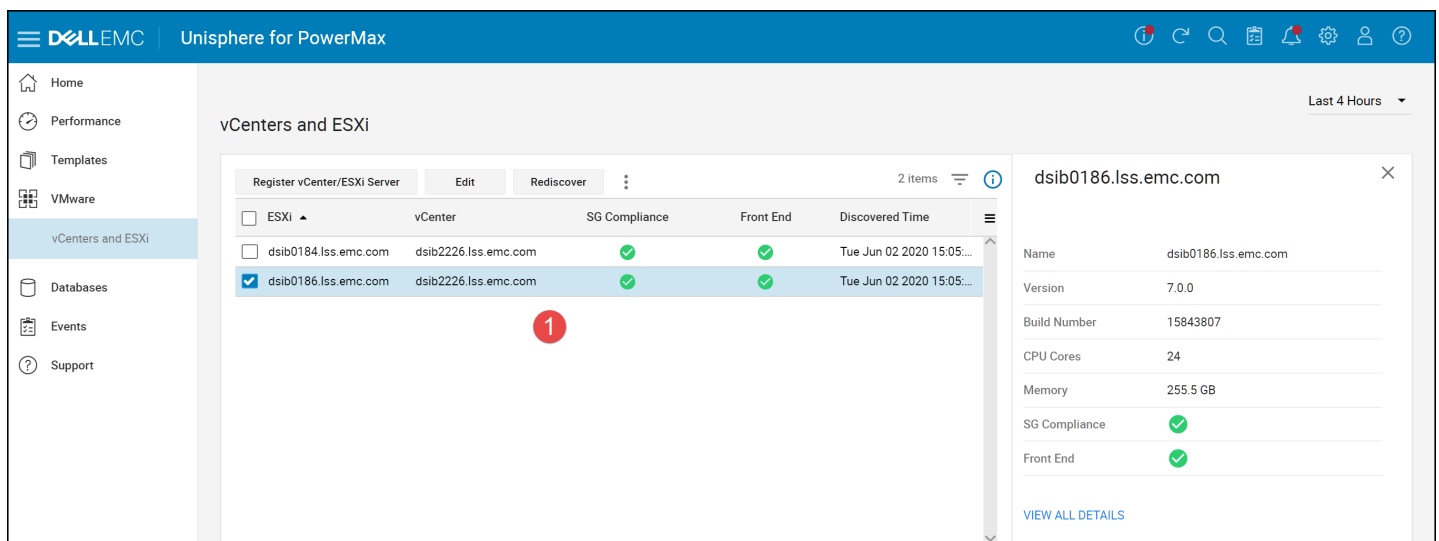 DELLEMC Unisphere for PowerMax
Home
Performance
Templates
VMware
vCenters and ESXi
Databases
Events
Support
Last 4 Hours
vCenters and ESXi
Register vCenter/ESXi Server Edit Rediscover 2 items
ESXi vCenter SG Compliance Front End Discovered Time
dsib0184.lss.emc.com dsib2226.lss.emc.com Tue Jun 02 2020 15:05:...
dsib0186.lss.emc.com dsib2226.lss.emc.com Tue Jun 02 2020 15:05:...
1
dsib0186.lss.emc.com
Name dsib0186.lss.emc.com
Version 7.0.0
Build Number 15843807
CPU Cores 24
Memory 255.5 GB
SG Compliance
Front End
VIEW ALL DETAILS